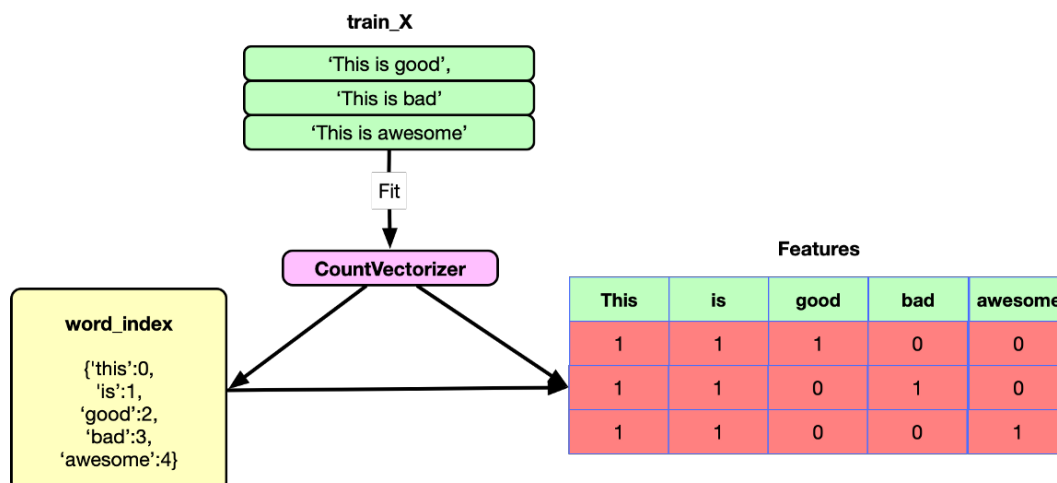 train_X
‘This is good’,
‘This is bad’
‘This is awesome’
Fit
CountVectorizer
word_index
{'this':0,
'is':1,
‘good’:2,
‘bad’:3,
‘awesome’:4}
Features
This is good bad awesome
1 1 1 0 0
1 1 0 1 0
1 1 0 0 1